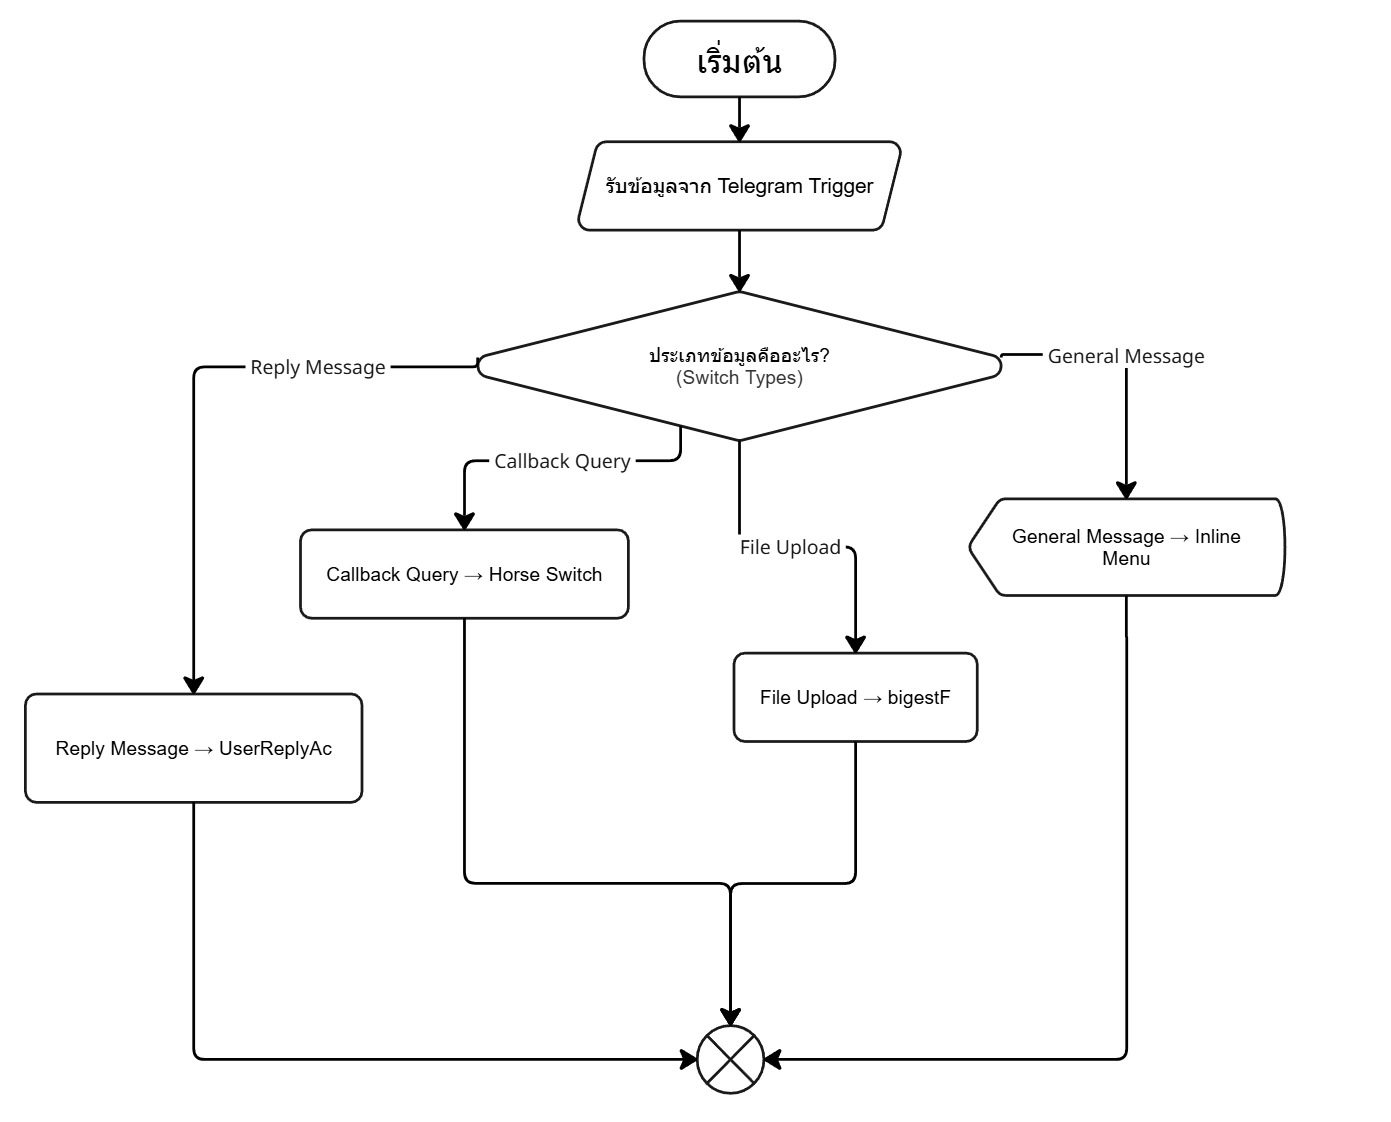 เริ่มต้น
รับข้อมูลจาก Telegram Trigger
ประเภทข้อมูลคืออะไร?
(Switch Types)
Reply Message
General Message
Callback Query
File Upload
General Message → Inline
Menu
Callback Query → Horse Switch
File Upload → bigestF
Reply Message → UserReplyAc